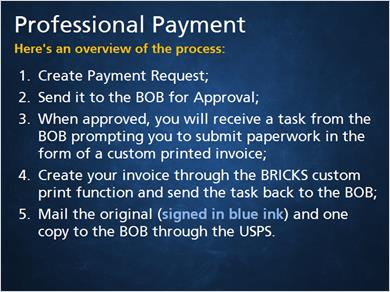 Professional Payment
Here's an overview of the process:
1. Create Payment Request;
2. Send it to the BOB for Approval;
3. When approved, you will receive a task from the
BOB prompting you to submit paperwork in the
form of a custom printed invoice;
4. Create your invoice through the BRICKS custom
print function and send the task back to the BOB;
5. Mail the original (signed in blue ink) and one
copy to the BOB through the USPS.